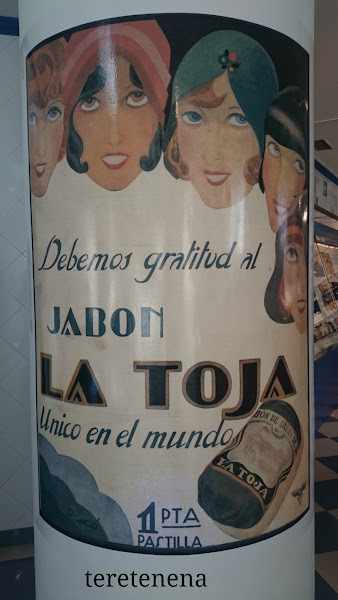 Debemos gratitud al
JABON
LA TOJA
Unico en el mundo
LA TOJA
1 PTA
PASTILLA
teretenena